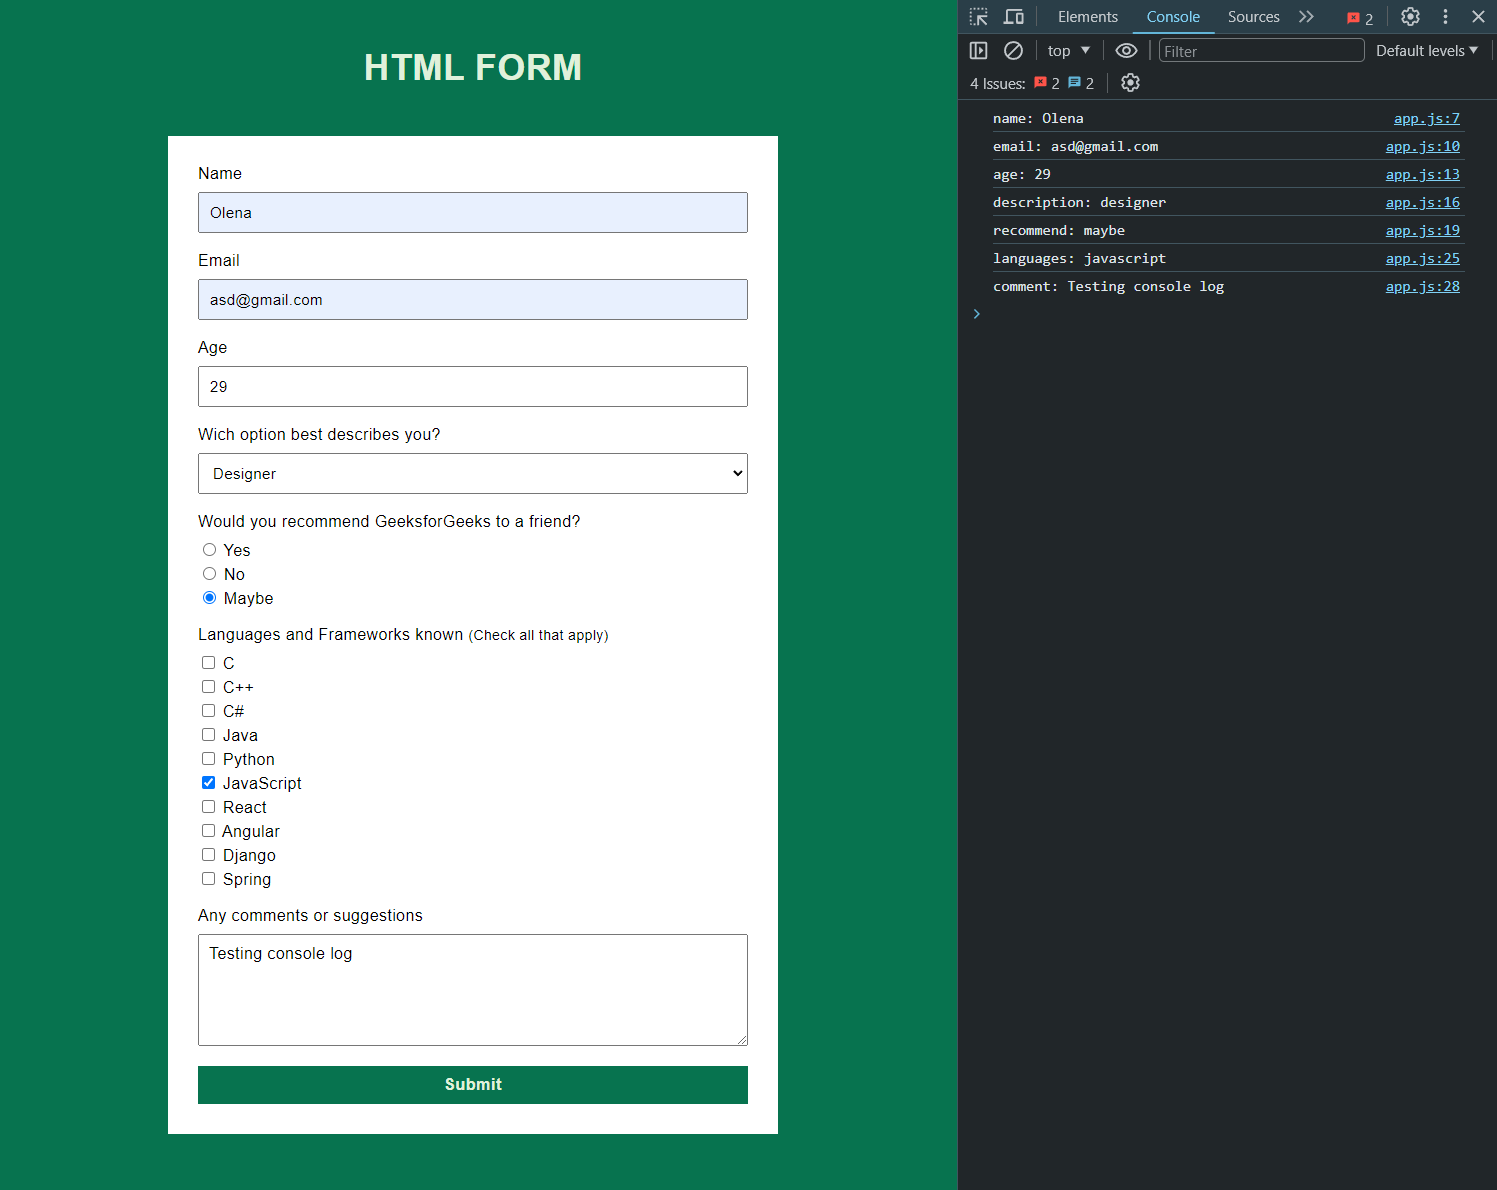 HTML FORM
Name
Olena
Email
asd@gmail.com
Age
29
Wich option best describes you?
Designer
Would you recommend GeeksforGeeks to a friend?
Yes
No
Maybe
Languages and Frameworks known (Check all that apply)
C
C++
C#
Java
Python
JavaScript
React
Angular
Django
Spring
Any comments or suggestions
Testing console log
Submit
Elements Console Sources 2
top Filter Default levels
4 Issues: 2 2
name: Olena app.js:7
email: asd@gmail.com app.js:10
age: 29 app.js:13
description: designer app.js:16
recommend: maybe app.js:19
languages: javascript app.js:25
comment: Testing console log app.js:28